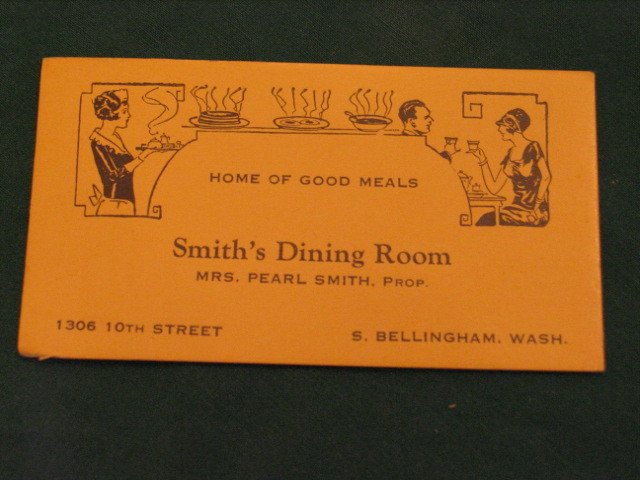 HOME OF GOOD MEALS
Smith's Dining Room
MRS. PEARL SMITH, PROP.
1306 10TH STREET
S. BELLINGHAM, WASH.